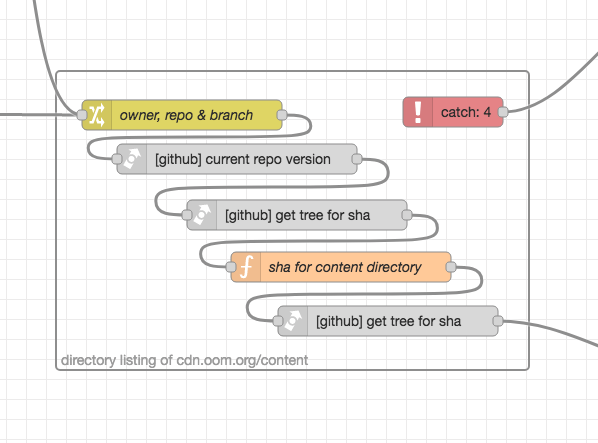 owner, repo & branch
catch: 4
[github] current repo version
[github] get tree for sha
sha for content directory
[github] get tree for sha
directory listing of cdn.oom.org/content